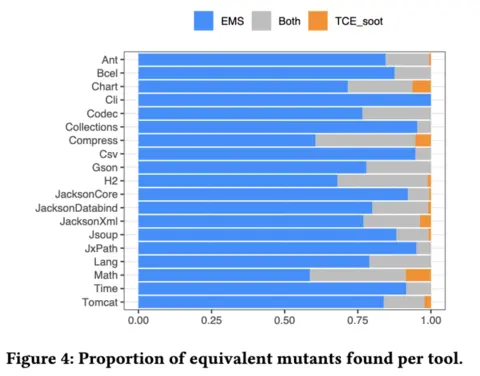 EMS Both TCE_soot
Ant
Bcel
Chart
Cli
Codec
Collections
Compress
Csv
Gson
H2
JacksonCore
JacksonDatabind
JacksonXml
Jsoup
JxPath
Lang
Math
Time
Tomcat
0.00 0.25 0.50 0.75 1.00
Figure 4: Proportion of equivalent mutants found per tool.